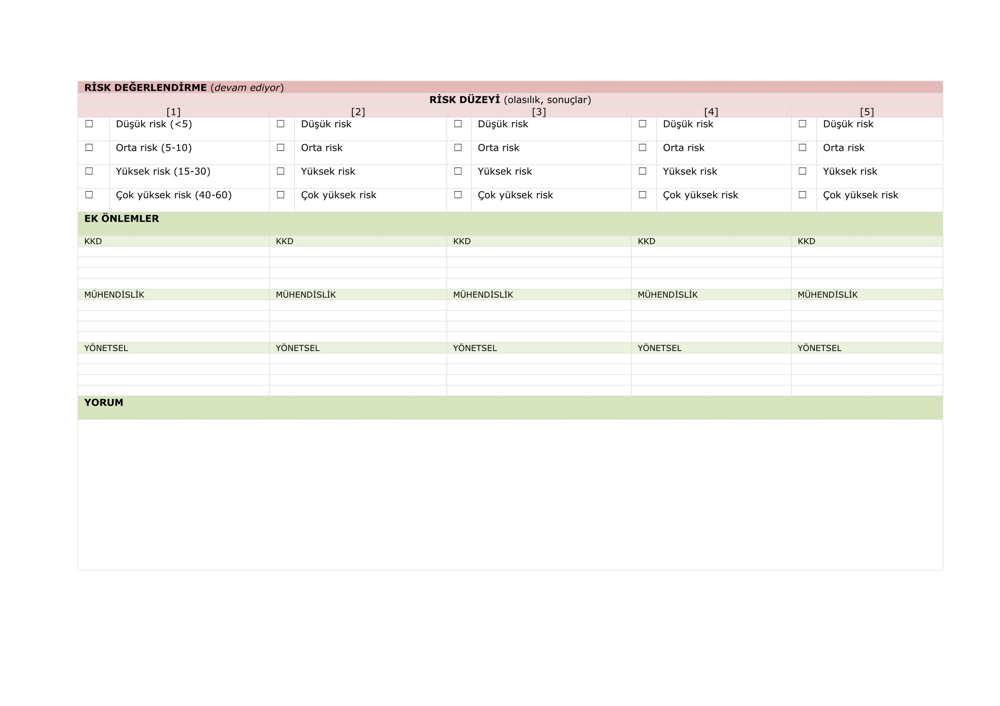 RİSK DEĞERLENDİRME (devam ediyor)
RİSK DÜZEYİ (olasılık, sonuçlar)
[1] [2] [3] [4] [5]
☐ Düşük risk (<5) ☐ Düşük risk ☐ Düşük risk ☐ Düşük risk ☐ Düşük risk
☐ Orta risk (5-10) ☐ Orta risk ☐ Orta risk ☐ Orta risk ☐ Orta risk
☐ Yüksek risk (15-30) ☐ Yüksek risk ☐ Yüksek risk ☐ Yüksek risk ☐ Yüksek risk
☐ Çok yüksek risk (40-60) ☐ Çok yüksek risk ☐ Çok yüksek risk ☐ Çok yüksek risk ☐ Çok yüksek risk
EK ÖNLEMLER
KKD KKD KKD KKD KKD
MÜHENDİSLİK MÜHENDİSLİK MÜHENDİSLİK MÜHENDİSLİK MÜHENDİSLİK
YÖNETSEL YÖNETSEL YÖNETSEL YÖNETSEL YÖNETSEL
YORUM